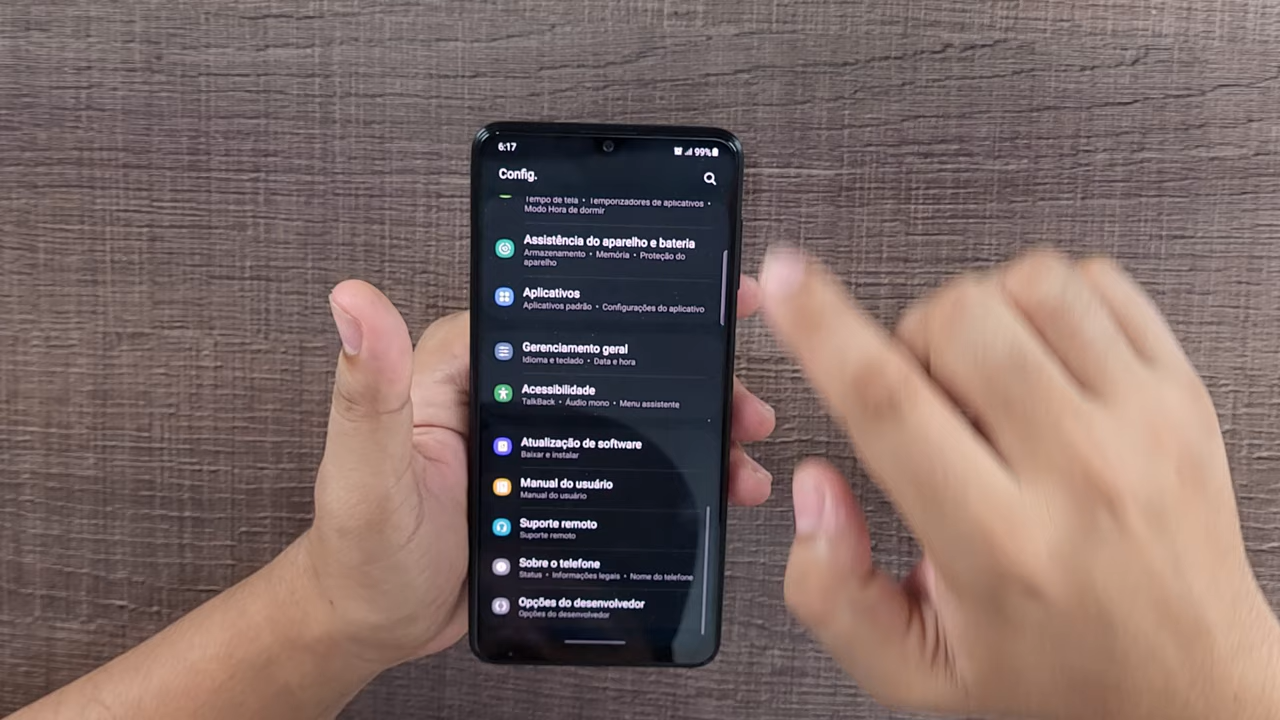 6:17
99%
Config.
Tempo de tela • Temporizadores de aplicativos •
Modo Hora de dormir
Assistência do aparelho e bateria
Armazenamento • Memória • Proteção do
aparelho
Aplicativos
Aplicativos padrão • Configurações do aplicativo
Gerenciamento geral
Idioma e teclado • Data e hora
Acessibilidade
TalkBack • Áudio mono • Menu assistente
Atualização de software
Baixar e instalar
Manual do usuário
Manual do usuário
Suporte remoto
Suporte remoto
Sobre o telefone
Status • Informações legais • Nome do telefone
Opções do desenvolvedor
Opções do desenvolvedor